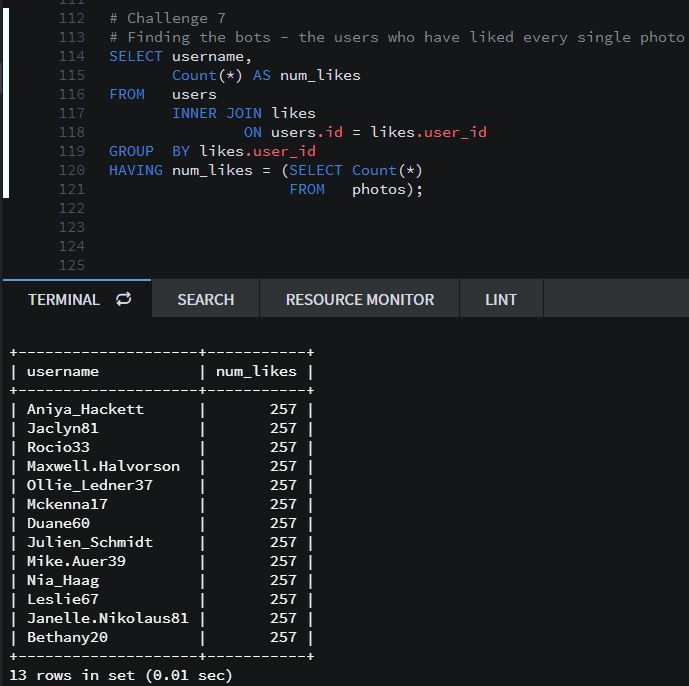 111
112 # Challenge 7
113 # Finding the bots - the users who have liked every single photo
114 SELECT username,
115        Count(*) AS num_likes
116 FROM   users
117        INNER JOIN likes
118                ON users.id = likes.user_id
119 GROUP  BY likes.user_id
120 HAVING num_likes = (SELECT Count(*)
121                     FROM   photos);
122
123
124
125
TERMINAL SEARCH RESOURCE MONITOR LINT
+--------------------+-----------+
| username           | num_likes |
+--------------------+-----------+
| Aniya_Hackett      |       257 |
| Jaclyn81           |       257 |
| Rocio33            |       257 |
| Maxwell.Halvorson  |       257 |
| Ollie_Ledner37     |       257 |
| Mckenna17          |       257 |
| Duane60            |       257 |
| Julien_Schmidt     |       257 |
| Mike.Auer39        |       257 |
| Nia_Haag           |       257 |
| Leslie67           |       257 |
| Janelle.Nikolaus81 |       257 |
| Bethany20          |       257 |
+--------------------+-----------+
13 rows in set (0.01 sec)